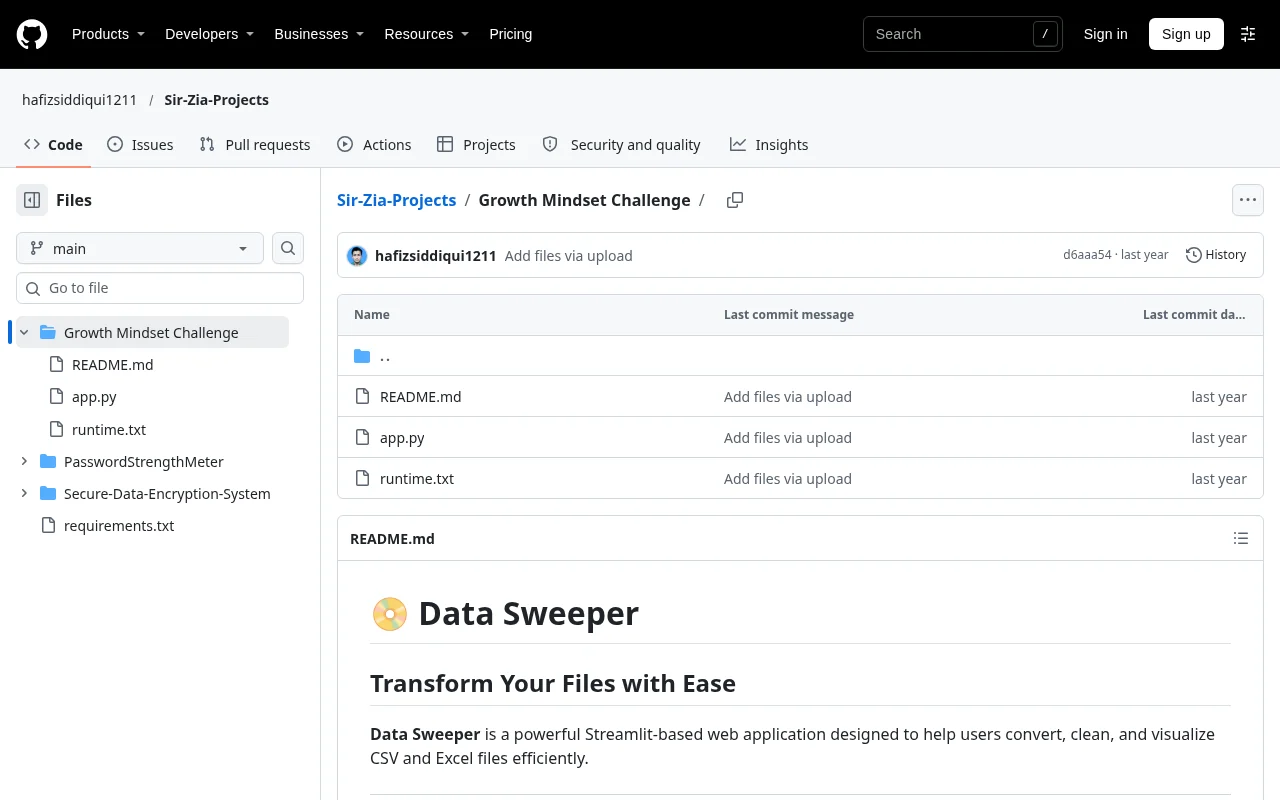 Products Developers Businesses Resources Pricing Search / Sign in Sign up
hafizsiddiqui1211 / Sir-Zia-Projects
Code Issues Pull requests Actions Projects Security and quality Insights
Files
main
Go to file
Growth Mindset Challenge
README.md
app.py
runtime.txt
PasswordStrengthMeter
Secure-Data-Encryption-System
requirements.txt
Sir-Zia-Projects / Growth Mindset Challenge /
hafizsiddiqui1211 Add files via upload d6aaa54 · last year History
Name Last commit message Last commit da...
..
README.md Add files via upload last year
app.py Add files via upload last year
runtime.txt Add files via upload last year
README.md
📀 Data Sweeper
Transform Your Files with Ease
Data Sweeper is a powerful Streamlit-based web application designed to help users convert, clean, and visualize
CSV and Excel files efficiently.